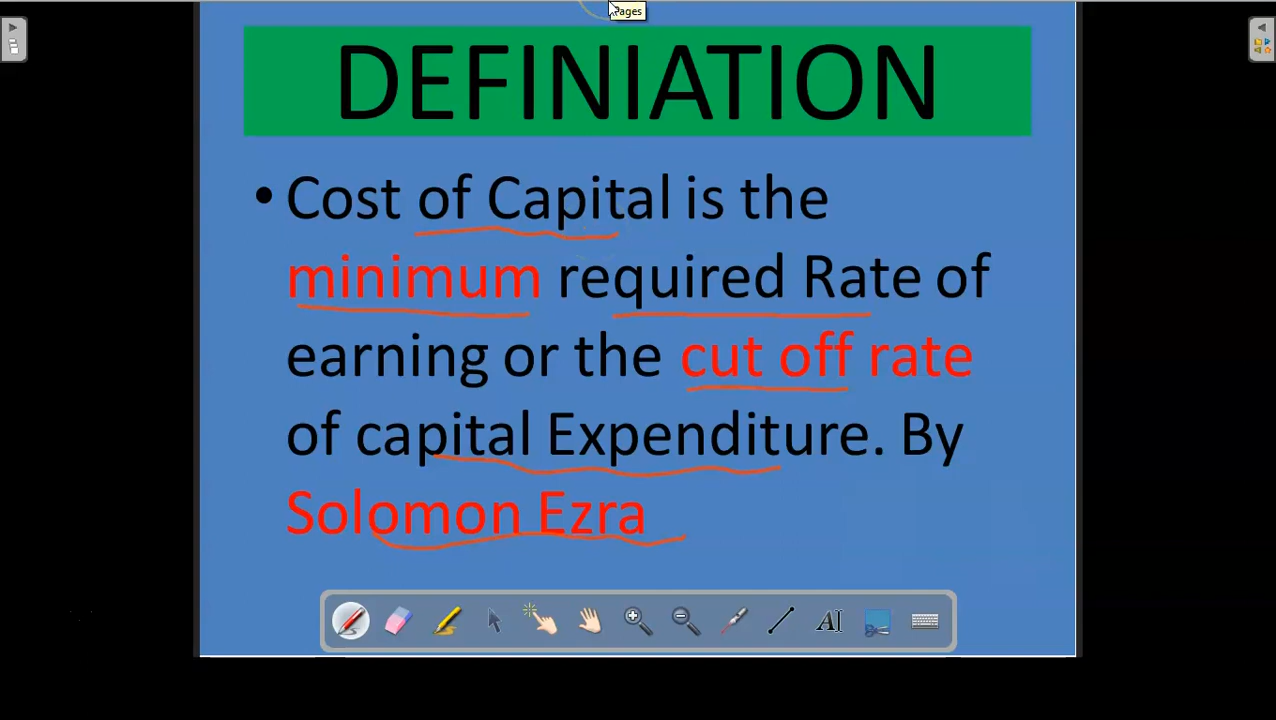 Pages
DEFINIATION
• Cost of Capital is the
minimum required Rate of
earning or the cut off rate
of capital Expenditure. By
Solomon Ezra
AI